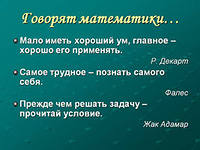 Говорят математики…
• Мало иметь хороший ум, главное –
хорошо его применять.
Р. Декарт
• Самое трудное – познать самого
себя.
Фалес
• Прежде чем решать задачу –
прочитай условие.
Жак Адамар